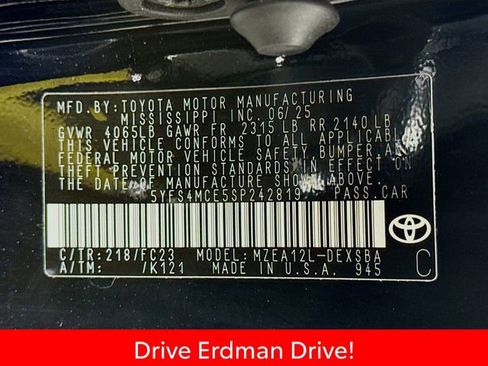 MFD. BY: TOYOTA MOTOR MANUFACTURING
MISSISSIPPI INC 06/25
GVWR 4065LB GAWR FR 2315 LB RR 2140 LB
THIS VEHICLE CONFORMS TO ALL APPLICABLE
FEDERAL MOTOR VEHICLE SAFETY, BUMPER, AND
THEFT PREVENTION STANDARDS IN EFFECT ON
THE DATE OF MANUFACTURE SHOWN ABOVE.
5YFS4MCE5SP242819 PASS.CAR
C/TR: 218/FC23 MODEL: MZEA12L-DEXSBA
A/TM: /K121 MADE IN U.S.A. 945
TOYOTA
C
Drive Erdman Drive!